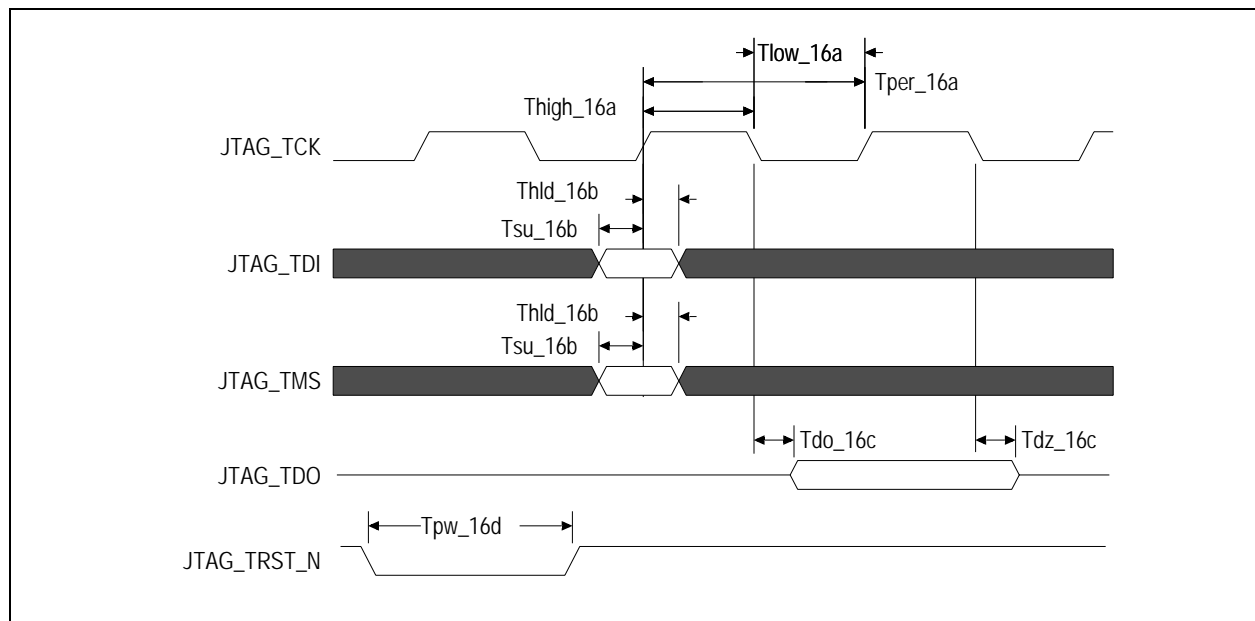 Tlow_16a
Tper_16a
Thigh_16a
JTAG_TCK
Thld_16b
Tsu_16b
JTAG_TDI
Thld_16b
Tsu_16b
JTAG_TMS
Tdo_16c
Tdz_16c
JTAG_TDO
Tpw_16d
JTAG_TRST_N